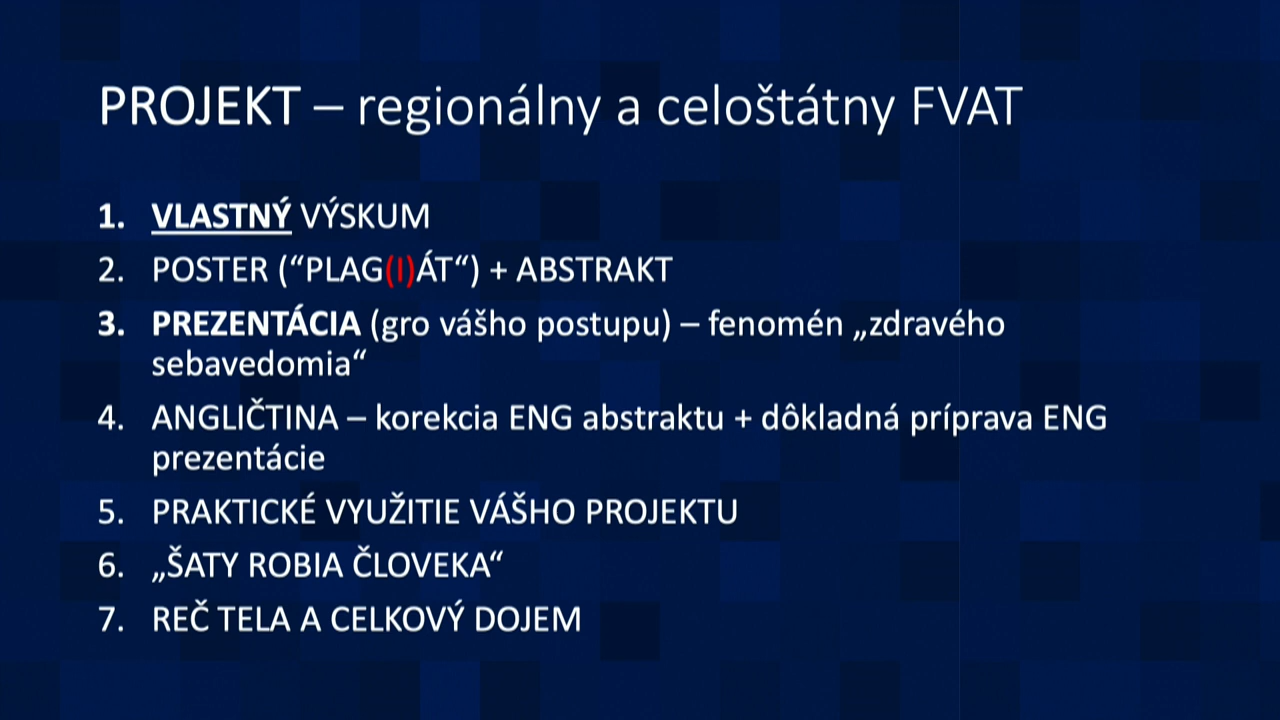 PROJEKT – regionálny a celoštátny FVAT
1. VLASTNÝ VÝSKUM
2. POSTER (“PLAG(I)ÁT“) + ABSTRAKT
3. PREZENTÁCIA (gro vášho postupu) – fenomén „zdravého
sebavedomia“
4. ANGLIČTINA – korekcia ENG abstraktu + dôkladná príprava ENG
prezentácie
5. PRAKTICKÉ VYUŽITIE VÁŠHO PROJEKTU
6. „ŠATY ROBIA ČLOVEKA“
7. REČ TELA A CELKOVÝ DOJEM